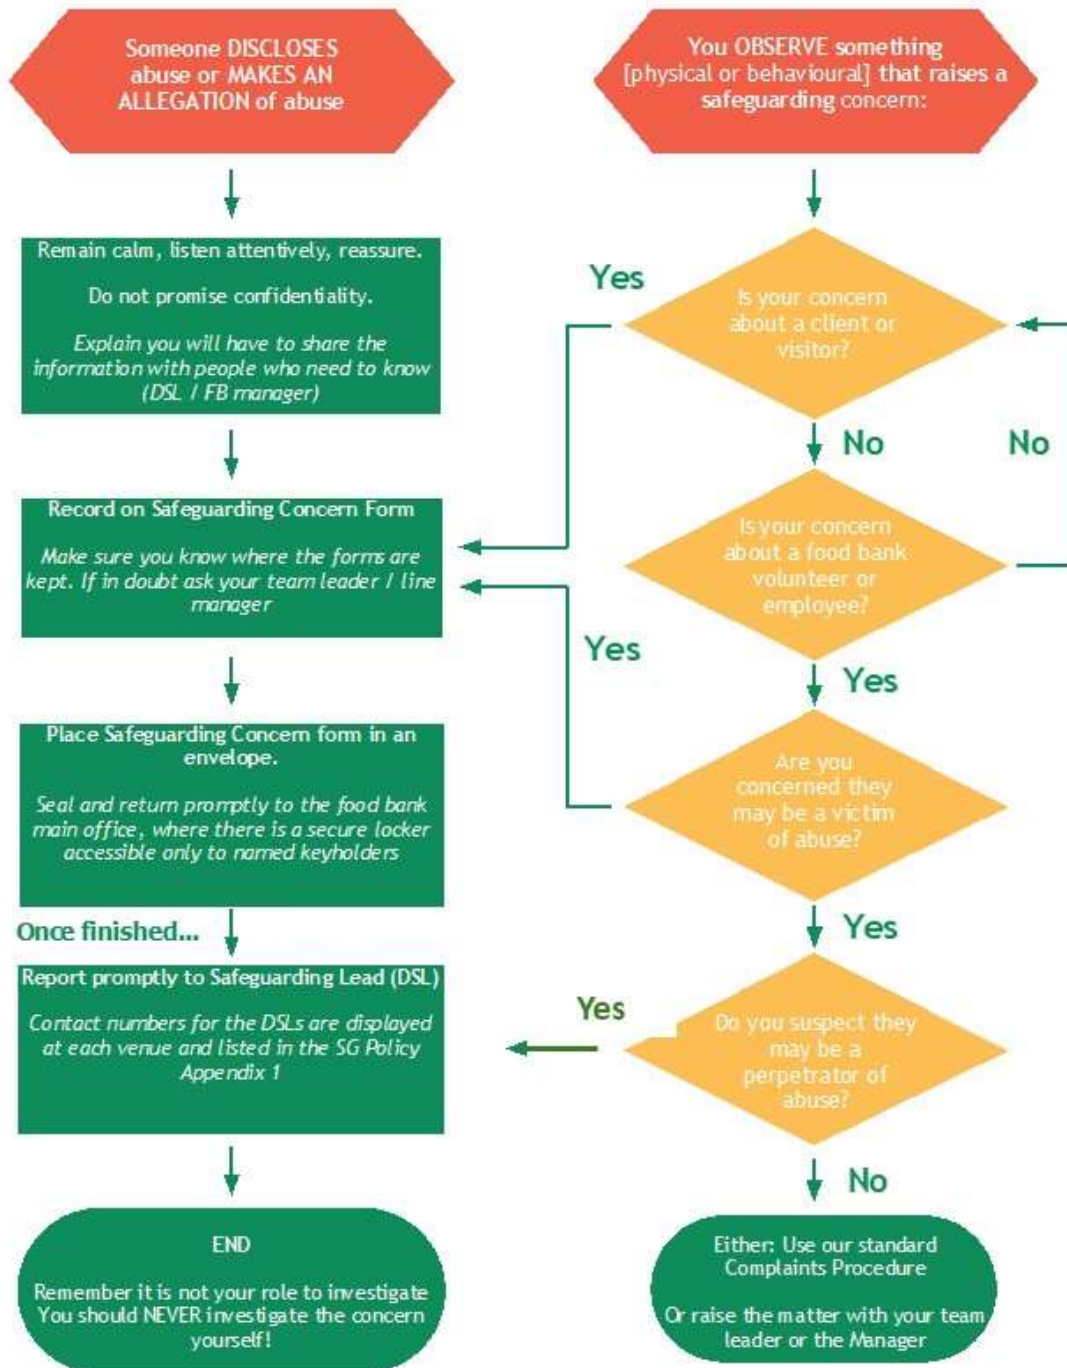 Someone DISCLOSES
abuse or MAKES AN
ALLEGATION of abuse
Remain calm, listen attentively, reassure.
Do not promise confidentiality.
Explain you will have to share the
information with people who need to know
(DSL / FB manager)
Record on Safeguarding Concern Form
Make sure you know where the forms are
kept. If in doubt ask your team leader / line
manager
Place Safeguarding Concern form in an
envelope.
Seal and return promptly to the food bank
main office, where there is a secure locker
accessible only to named keyholders
Once finished...
Report promptly to Safeguarding Lead (DSL)
Contact numbers for the DSLs are displayed
at each venue and listed in the SG Policy
Appendix 1
END
Remember it is not your role to investigate
You should NEVER investigate the concern
yourself!
You OBSERVE something
[physical or behavioural] that raises a
safeguarding concern:
Yes
Is your concern
about a client or
visitor?
No
No
Is your concern
about a food bank
volunteer or
employee?
Yes
Yes
Are you
concerned they
may be a victim
of abuse?
Yes
Yes
Do you suspect they
may be a
perpetrator of
abuse?
No
Either: Use our standard
Complaints Procedure
Or raise the matter with your team
leader or the Manager